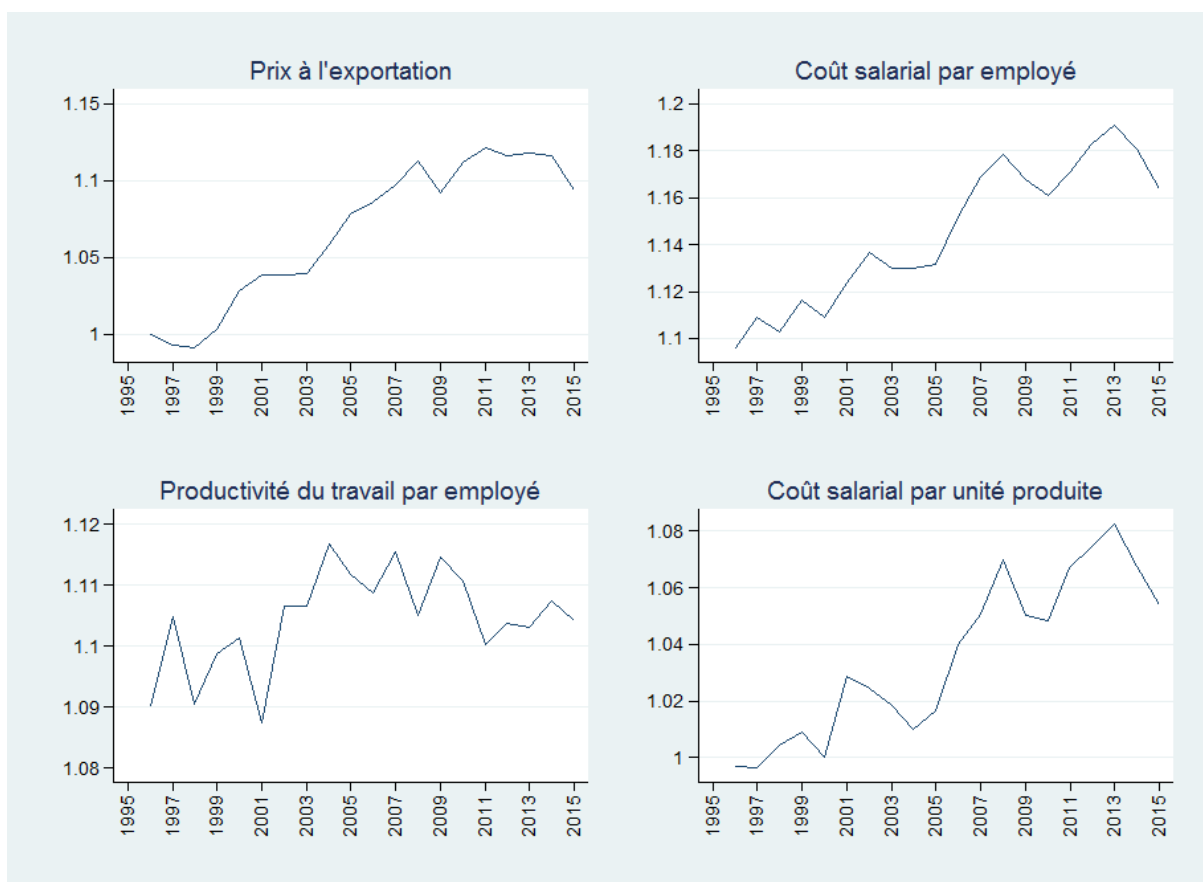 Prix à l'exportation
1.15
1.1
1.05
1
1995 1997 1999 2001 2003 2005 2007 2009 2011 2013 2015
Coût salarial par employé
1.2
1.18
1.16
1.14
1.12
1.1
1995 1997 1999 2001 2003 2005 2007 2009 2011 2013 2015
Productivité du travail par employé
1.12
1.11
1.1
1.09
1.08
1995 1997 1999 2001 2003 2005 2007 2009 2011 2013 2015
Coût salarial par unité produite
1.08
1.06
1.04
1.02
1
1995 1997 1999 2001 2003 2005 2007 2009 2011 2013 2015